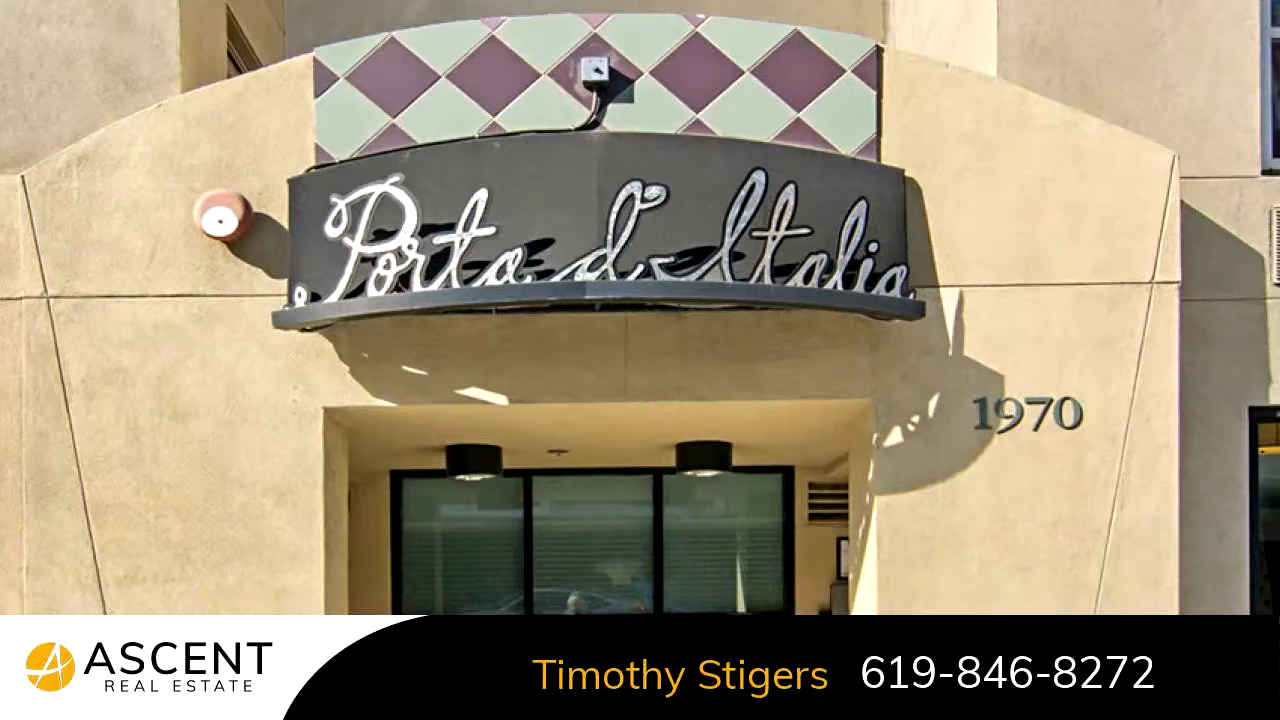 Porta d'Italia
1970
ASCENT
REAL ESTATE
Timothy Stigers 619-846-8272